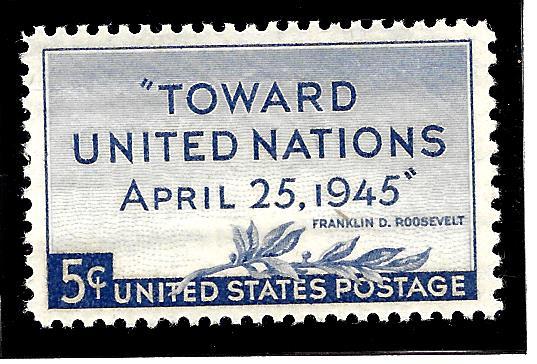 "TOWARD
UNITED NATIONS
APRIL 25, 1945"
FRANKLIN D. ROOSEVELT
5¢ UNITED STATES POSTAGE